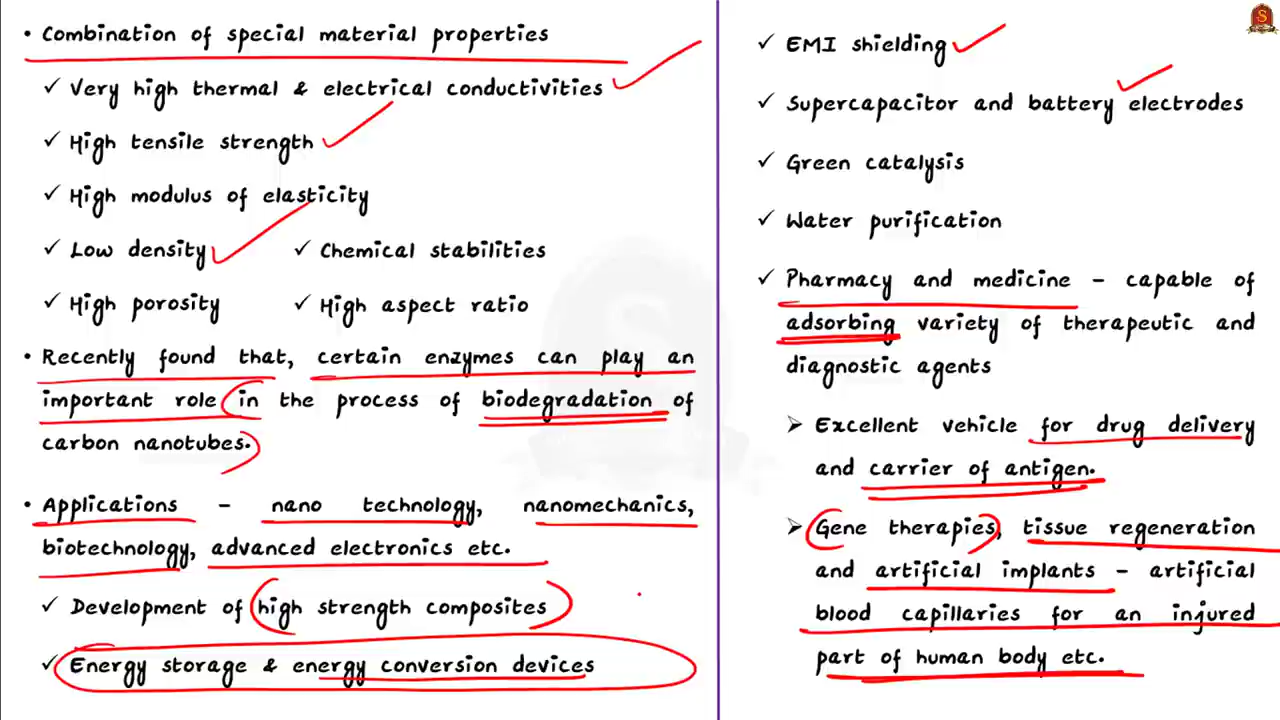 • Combination of special material properties
✓ Very high thermal & electrical conductivities
✓ High tensile strength
✓ High modulus of elasticity
✓ Low density ✓ Chemical stabilities
✓ High porosity ✓ High aspect ratio
• Recently found that, certain enzymes can play an
important role in the process of biodegradation of
carbon nanotubes.
• Applications - nano technology, nanomechanics,
biotechnology, advanced electronics etc.
✓ Development of high strength composites
✓ Energy storage & energy conversion devices
✓ EMI shielding
✓ Supercapacitor and battery electrodes
✓ Green catalysis
✓ Water purification
✓ Pharmacy and medicine - capable of
adsorbing variety of therapeutic and
diagnostic agents
➢ Excellent vehicle for drug delivery
and carrier of antigen.
➢ Gene therapies, tissue regeneration
and artificial implants - artificial
blood capillaries for an injured
part of human body etc.